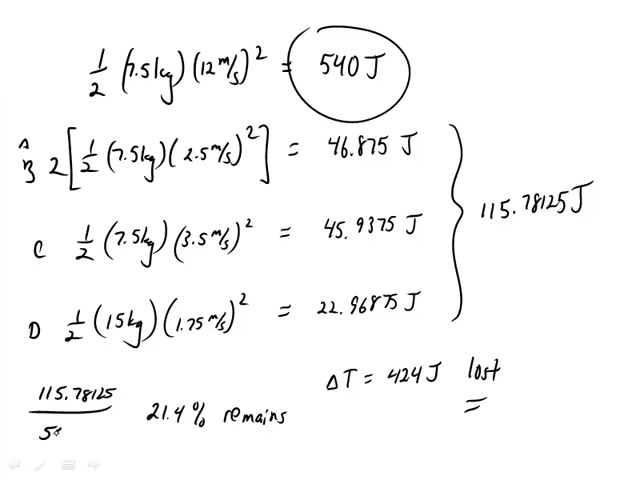 1/2 (7.5kg)(12 m/s)² = 540 J
A B 2[1/2 (7.5kg)(2.5 m/s)²] = 46.875 J
C 1/2 (7.5kg)(3.5 m/s)² = 45.9375 J
D 1/2 (15kg)(1.75 m/s)² = 22.96875 J
115.78125 J
ΔT = 424 J lost
115.78125 / 5 21.4% remains